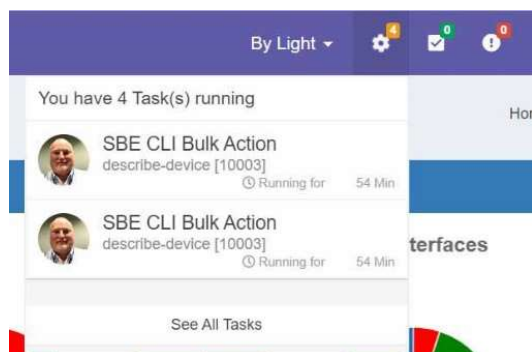 By Light
4
0
0
You have 4 Task(s) running
Hor
SBE CLI Bulk Action
describe-device [10003]
Running for 54 Min
SBE CLI Bulk Action
describe-device [10003]
Running for 54 Min
terfaces
See All Tasks